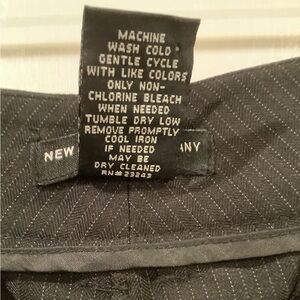 MACHINE
WASH COLD
GENTLE CYCLE
WITH LIKE COLORS
ONLY NON-
CHLORINE BLEACH
WHEN NEEDED
TUMBLE DRY LOW
REMOVE PROMPTLY
COOL IRON
IF NEEDED
MAY BE
DRY CLEANED
RN# 23243
NEW ANY